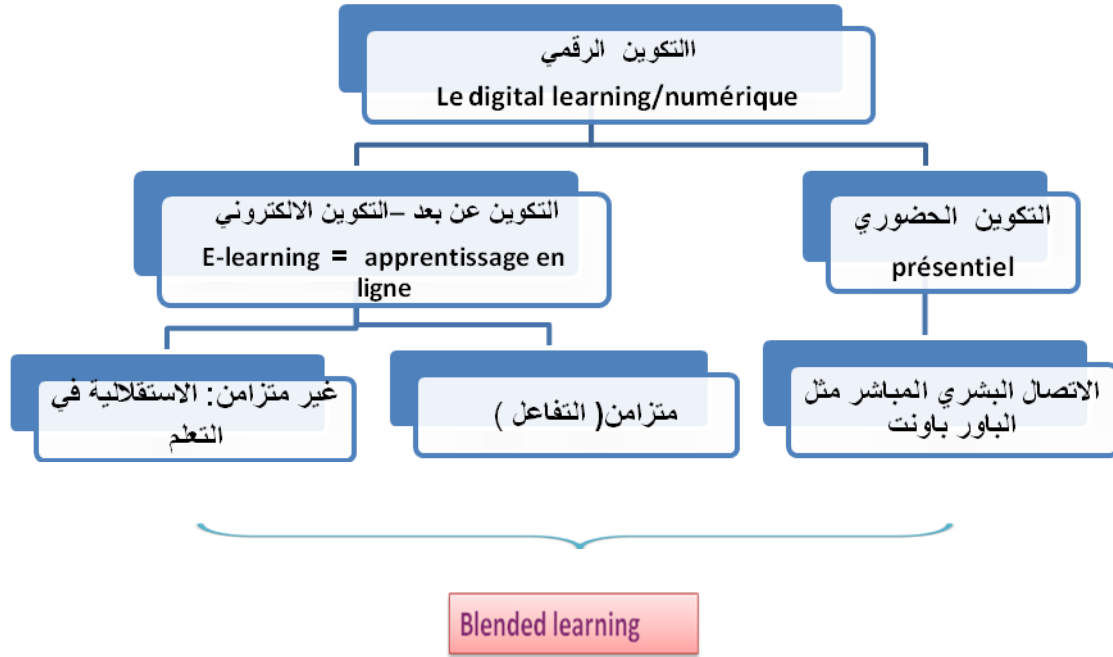 االتكوين الرقمي
Le digital learning/numérique
التكوين عن بعد –التكوين الالكتروني
E-learning = apprentissage en
ligne
التكوين الحضوري
présentiel
غير متزامن: الاستقلالية في
التعلم
متزامن( التفاعل )
الاتصال البشري المباشر مثل
الباور باونت
Blended learning